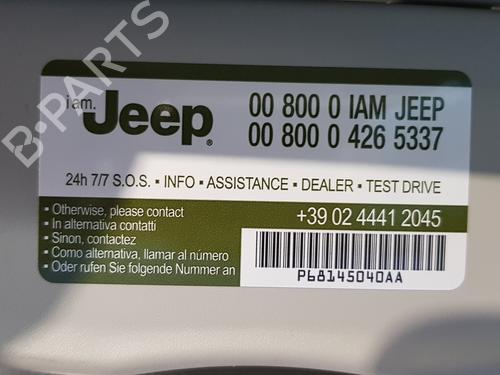 B-PARTS
i am.
Jeep®
00 800 0 IAM JEEP
00 800 0 426 5337
24h 7/7 S.O.S. - INFO - ASSISTANCE - DEALER - TEST DRIVE
▪ Otherwise, please contact
▪ In alternativa contatti
▪ Sinon, contactez
▪ Como alternativa, llamar al número
▪ Oder rufen Sie folgende Nummer an
+39 02 4441 2045
P68145040AA